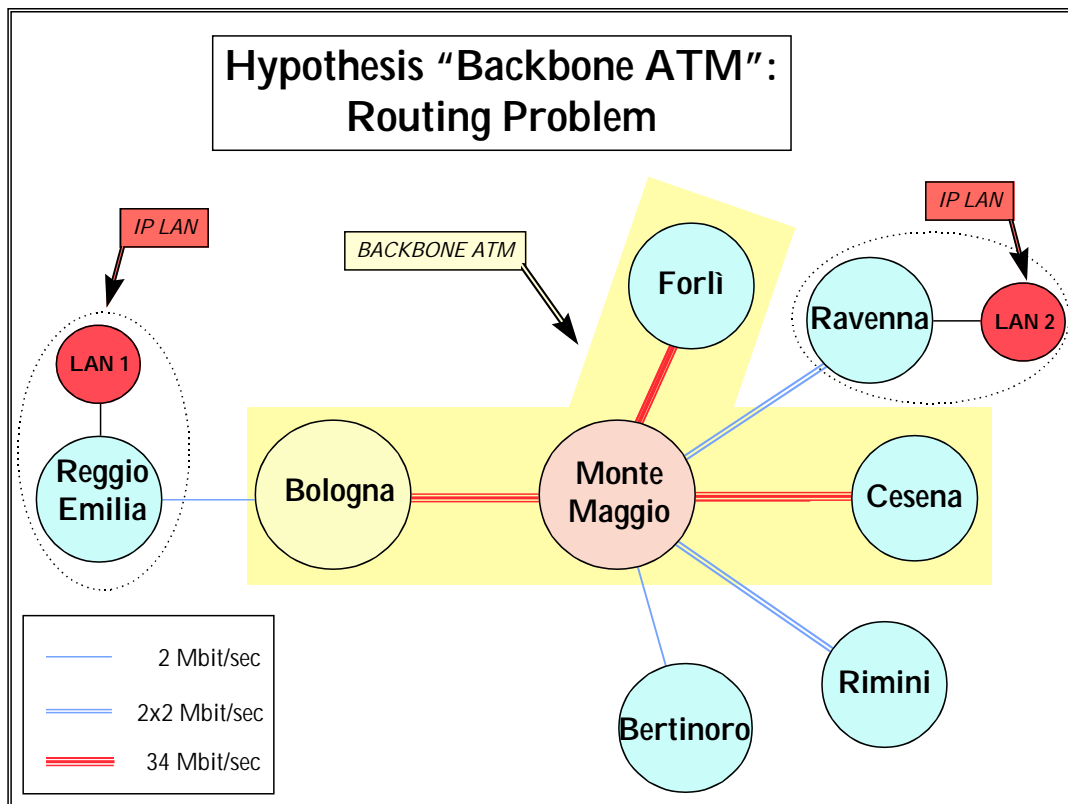 Hypothesis “Backbone ATM”:
Routing Problem
IP LAN
IP LAN
BACKBONE ATM
Forlì
Ravenna
LAN 2
LAN 1
Reggio
Emilia
Bologna
Monte
Maggio
Cesena
2 Mbit/sec
2x2 Mbit/sec
34 Mbit/sec
Bertinoro
Rimini